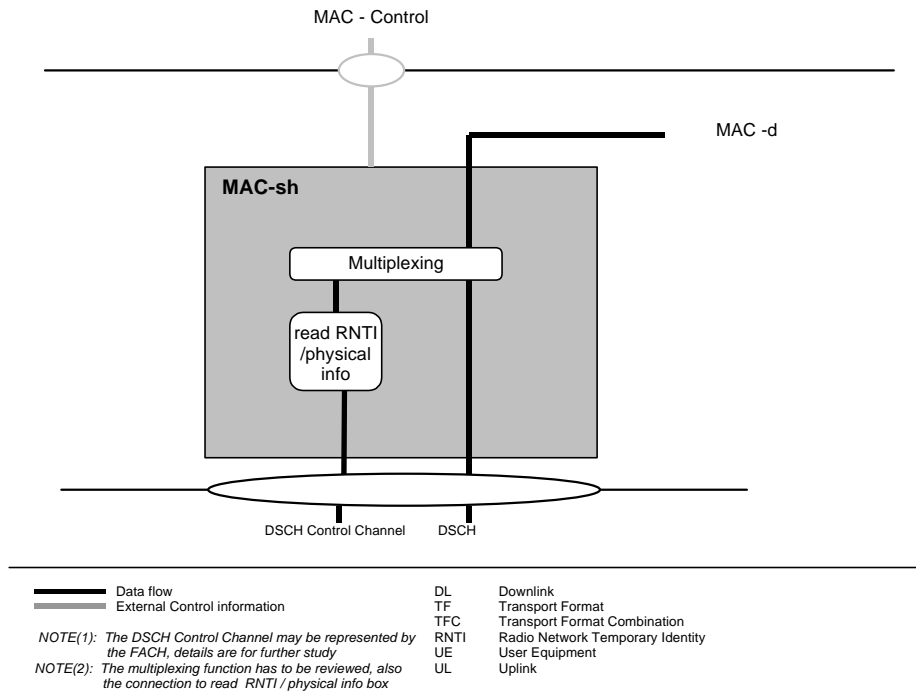 MAC - Control
MAC -d
MAC-sh
Multiplexing
read RNTI
/physical
info
DSCH Control Channel
DSCH
Data flow
External Control information
NOTE(1): The DSCH Control Channel may be represented by
the FACH, details are for further study
NOTE(2): The multiplexing function has to be reviewed, also
the connection to read RNTI / physical info box
DL Downlink
TF Transport Format
TFC Transport Format Combination
RNTI Radio Network Temporary Identity
UE User Equipment
UL Uplink